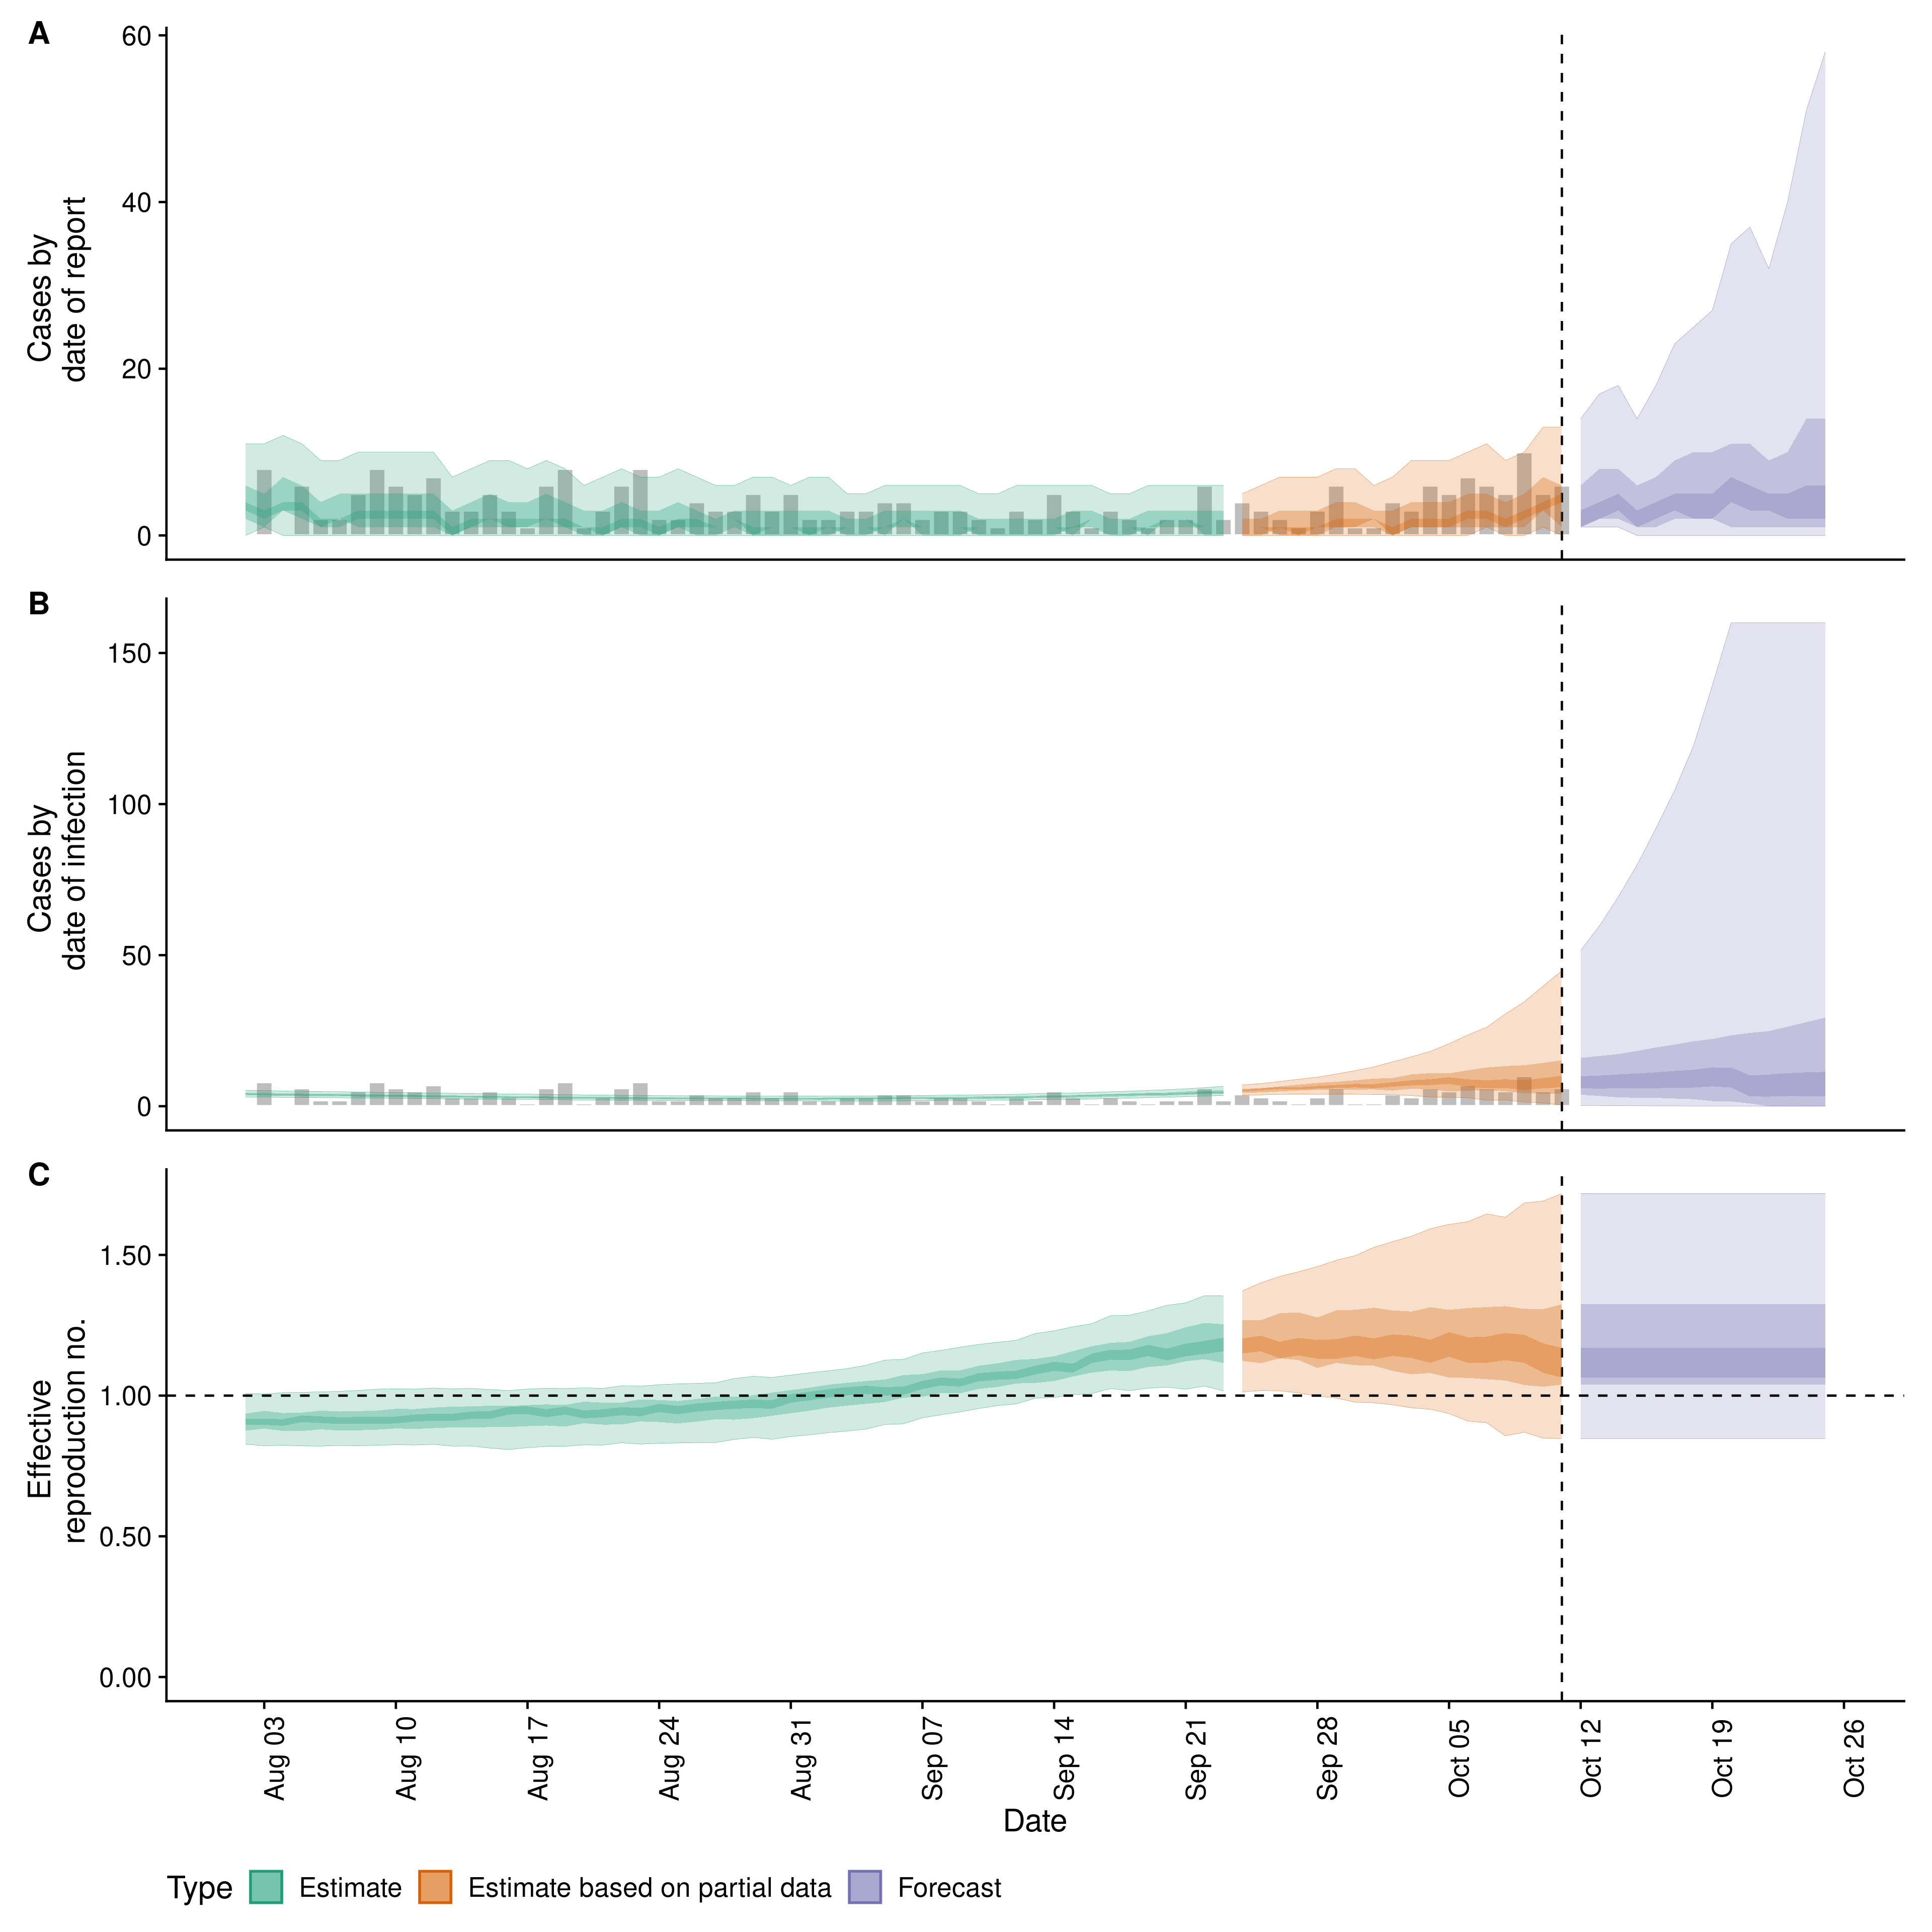 A
60
40
20
0
Cases by
date of report
B
150
100
50
0
Cases by
date of infection
C
1.50
1.00
0.50
0.00
Effective
reproduction no.
Aug 03
Aug 10
Aug 17
Aug 24
Aug 31
Sep 07
Sep 14
Sep 21
Sep 28
Oct 05
Oct 12
Oct 19
Oct 26
Date
Type Estimate Estimate based on partial data Forecast